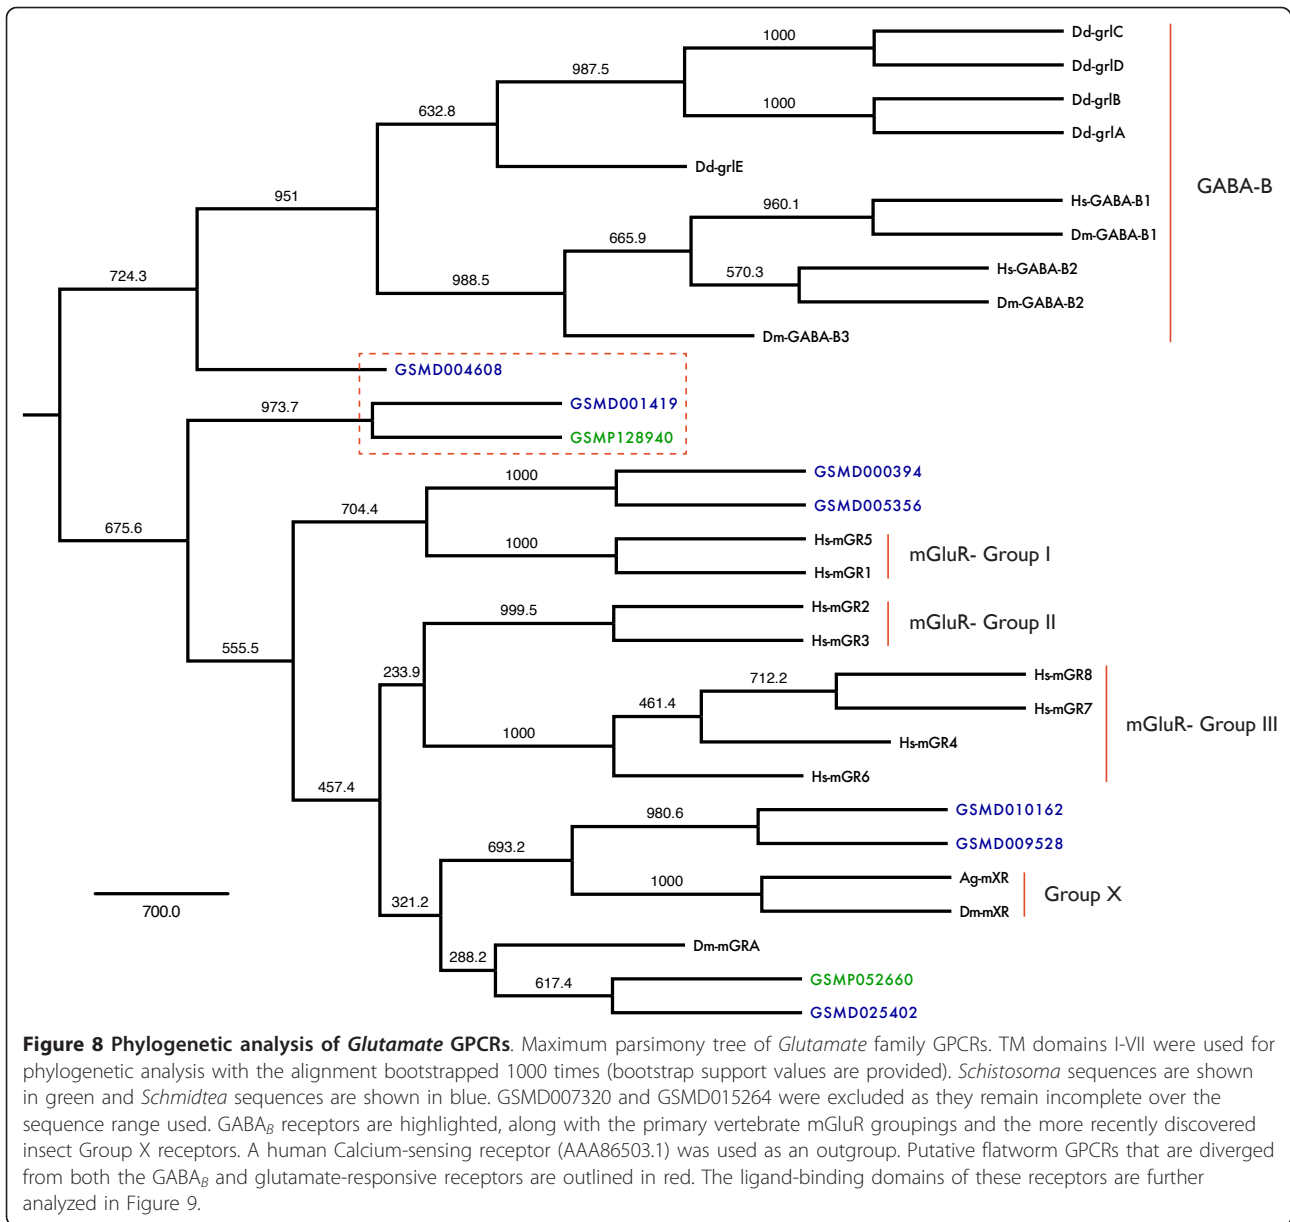 1000
Dd-grlC
Dd-grlD
987.5
Dd-grlB
1000
Dd-grlA
632.8
Dd-grlE
951
GABA-B
960.1
Hs-GABA-B1
Dm-GABA-B1
665.9
570.3
Hs-GABA-B2
Dm-GABA-B2
724.3
988.5
Dm-GABA-B3
GSMD004608
973.7
GSMD001419
GSMP128940
1000
GSMD000394
GSMD005356
704.4
675.6
1000
Hs-mGR5
Hs-mGR1
mGluR- Group I
999.5
Hs-mGR2
Hs-mGR3
mGluR- Group II
555.5
233.9
712.2
Hs-mGR8
Hs-mGR7
461.4
mGluR- Group III
1000
Hs-mGR4
Hs-mGR6
457.4
980.6
GSMD010162
GSMD009528
693.2
1000
Ag-mXR
Dm-mXR
Group X
700.0
321.2
288.2
Dm-mGRA
617.4
GSMP052660
GSMD025402
Figure 8 Phylogenetic analysis of Glutamate GPCRs. Maximum parsimony tree of Glutamate family GPCRs. TM domains I-VII were used for
phylogenetic analysis with the alignment bootstrapped 1000 times (bootstrap support values are provided). Schistosoma sequences are shown
in green and Schmidtea sequences are shown in blue. GSMD007320 and GSMD015264 were excluded as they remain incomplete over the
sequence range used. GABAB receptors are highlighted, along with the primary vertebrate mGluR groupings and the more recently discovered
insect Group X receptors. A human Calcium-sensing receptor (AAA86503.1) was used as an outgroup. Putative flatworm GPCRs that are diverged
from both the GABAB and glutamate-responsive receptors are outlined in red. The ligand-binding domains of these receptors are further
analyzed in Figure 9.